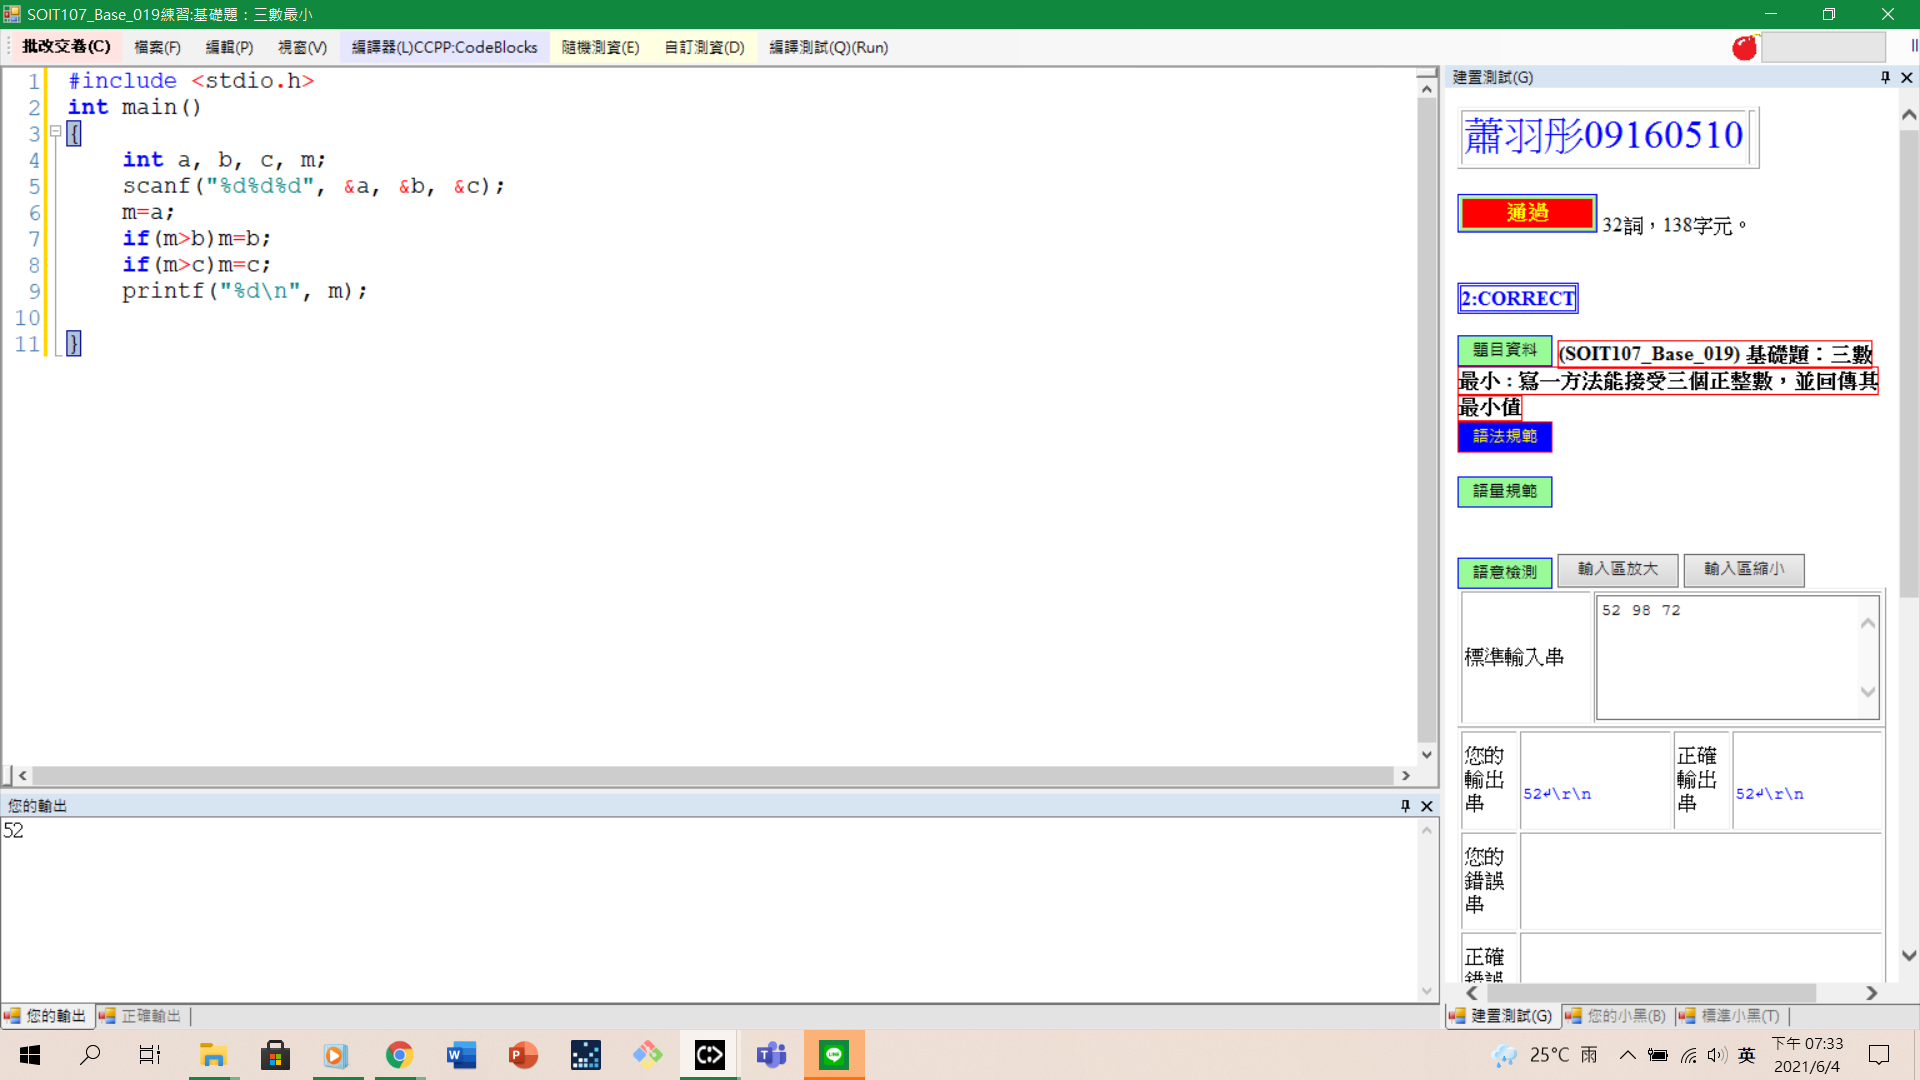 SOIT107_Base_019練習:基礎題：三數最小
批改交卷(C) 檔案(F) 編輯(P) 視窗(V) 編譯器(L)CCPP:CodeBlocks 隨機測資(E) 自訂測資(D) 編譯測試(Q)(Run)
1 #include <stdio.h>
2 int main()
3 {
4 int a, b, c, m;
5 scanf("%d%d%d", &a, &b, &c);
6 m=a;
7 if(m>b)m=b;
8 if(m>c)m=c;
9 printf("%d\n", m);
10
11 }
您的輸出
52
您的輸出 正確輸出
建置測試(G)
蕭羽彤09160510
通過 32詞，138字元。
2:CORRECT
題目資料 (SOIT107_Base_019) 基礎題：三數
最小 : 寫一方法能接受三個正整數，並回傳其
最小值
語法規範
語量規範
語意檢測 輸入區放大 輸入區縮小
標準輸入串 52 98 72
您的輸出串 52↲\r\n 正確輸出串 52↲\r\n
您的錯誤串
正確錯誤
建置測試(G) 您的小黑(B) 標準小黑(T)
25°C 雨 英 下午 07:33
2021/6/4